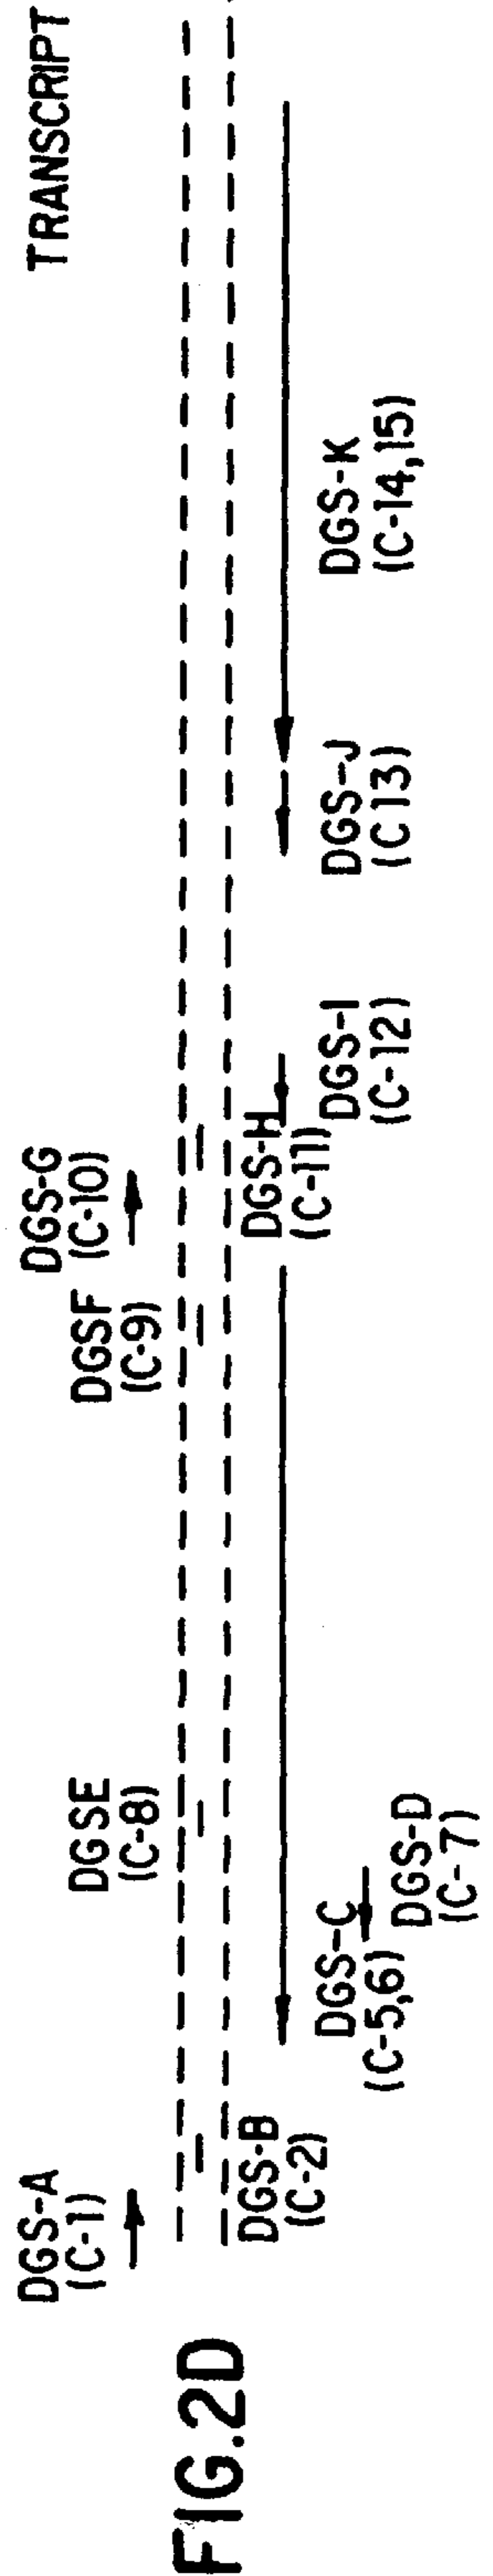 FIG.2D
TRANSCRIPT
DGS-A
(C-1)
DGS-B
(C-2)
DGS-C
(C-5,6)
DGS-D
(C-7)
DGSE
(C-8)
DGSF
(C-9)
DGS-G
(C-10)
DGS-H
(C-11)
DGS-I
(C-12)
DGS-J
(C13)
DGS-K
(C-14,15)